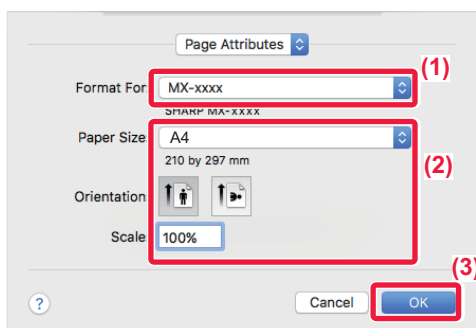 Page Attributes
(1)
Format For: MX-xxxx
SHARP MX-xxxx
Paper Size: A4
210 by 297 mm
(2)
Orientation:
Scale: 100%
(3)
? Cancel OK